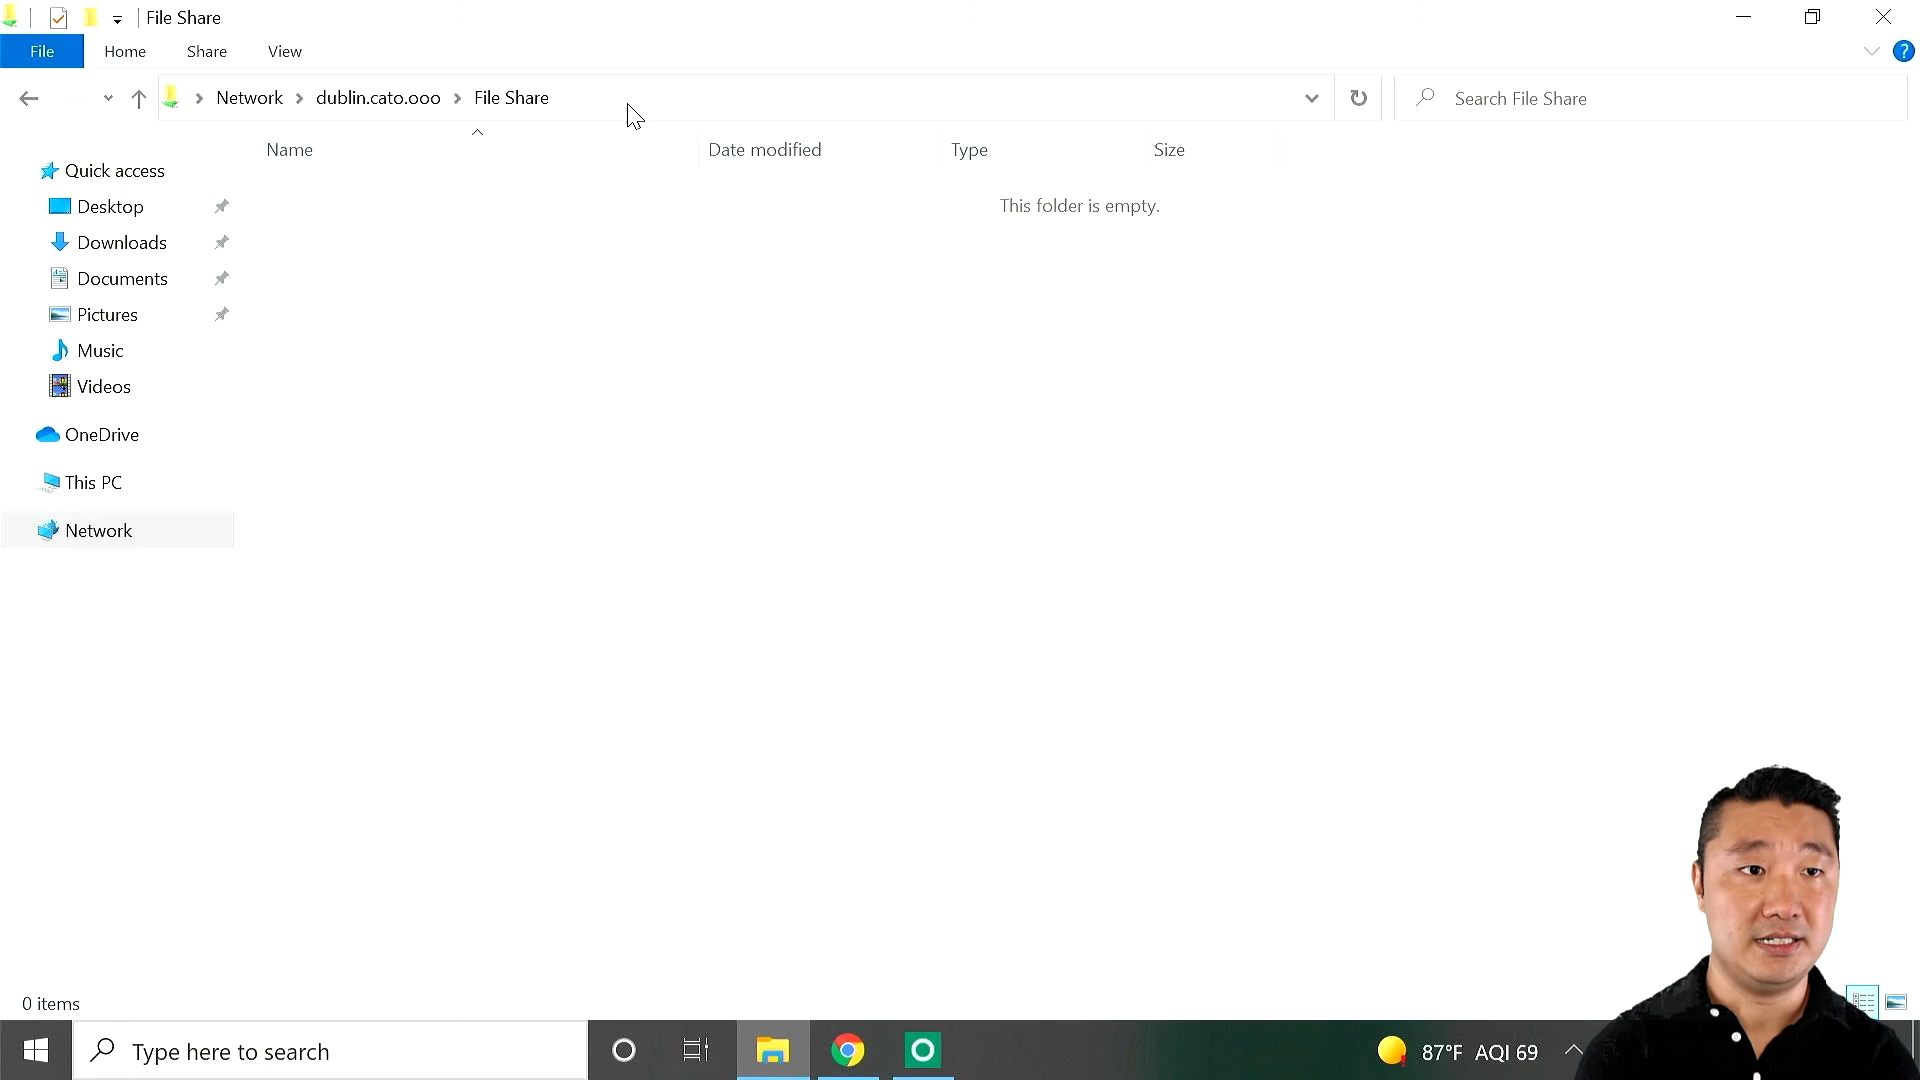 File Share
File Home Share View
?
Network dublin.cato.ooo File Share
Search File Share
Name Date modified Type Size
This folder is empty.
Quick access
Desktop
Downloads
Documents
Pictures
Music
Videos
OneDrive
This PC
Network
0 items
Type here to search
87°F AQI 69